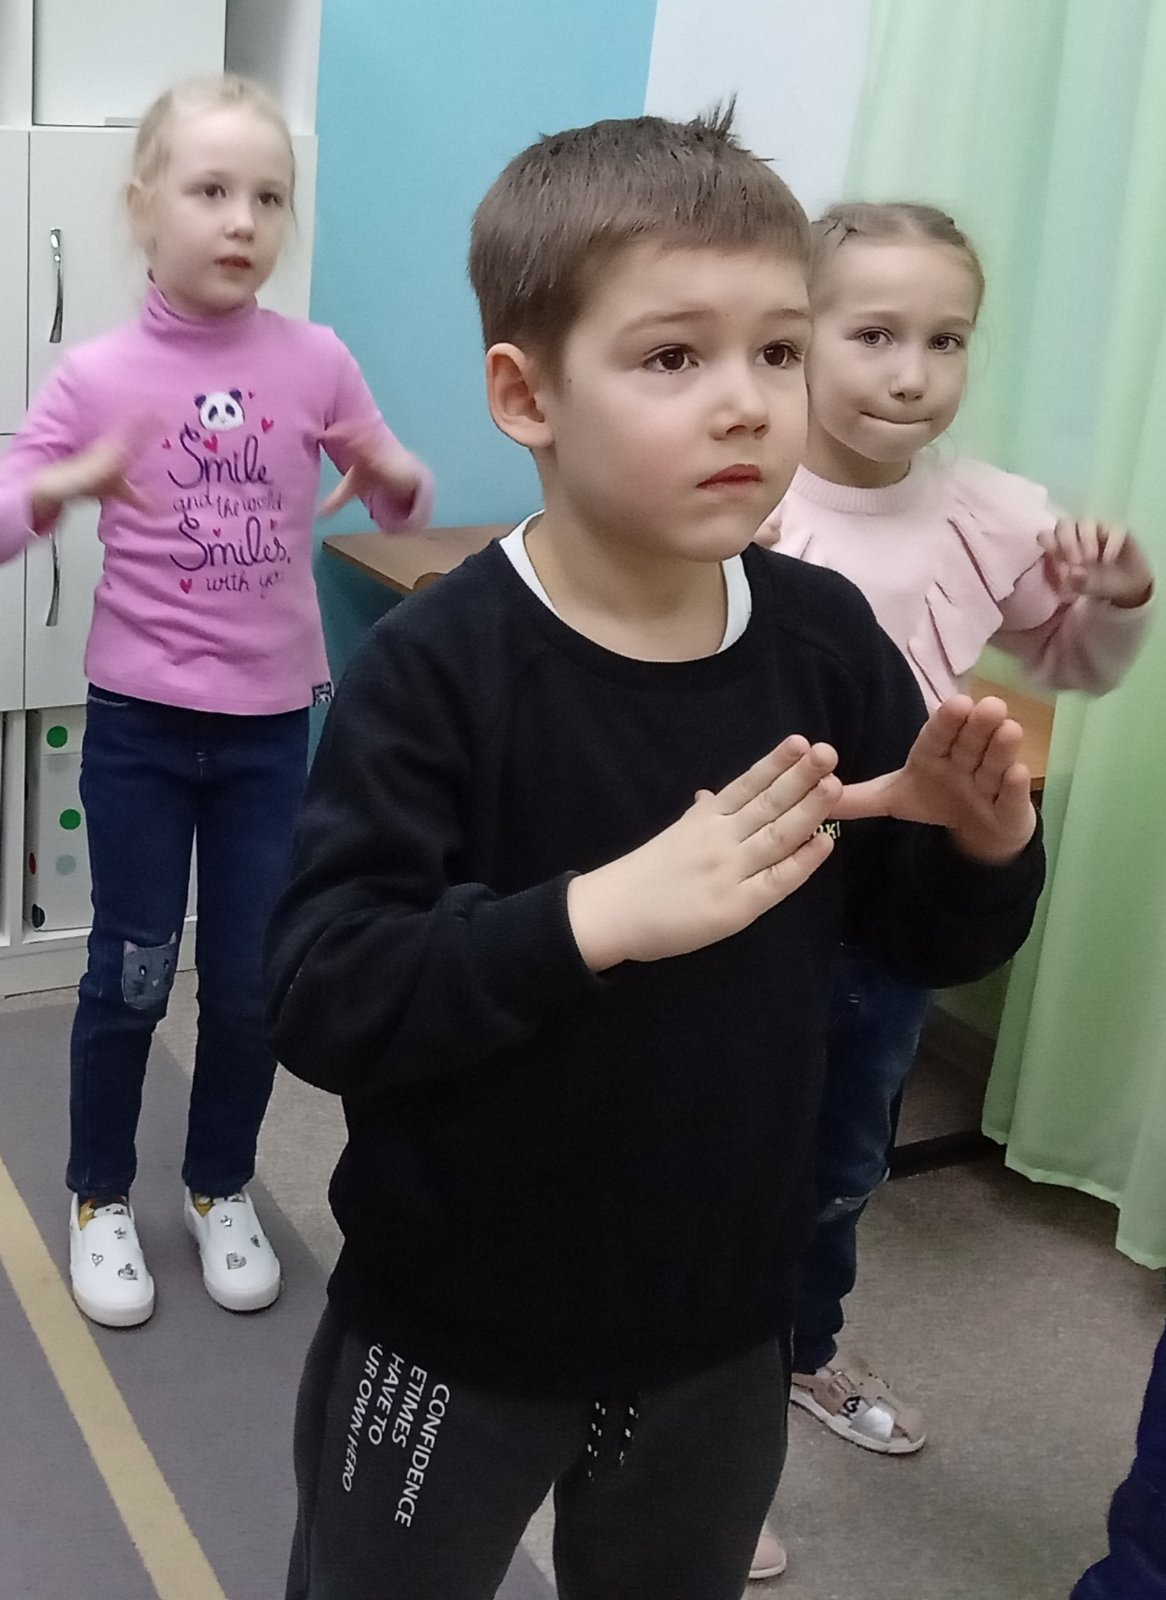 Smile
and the world
Smiles,
with you
CONFIDENCE
ETIMES
HAVE TO
UR OWN HERO